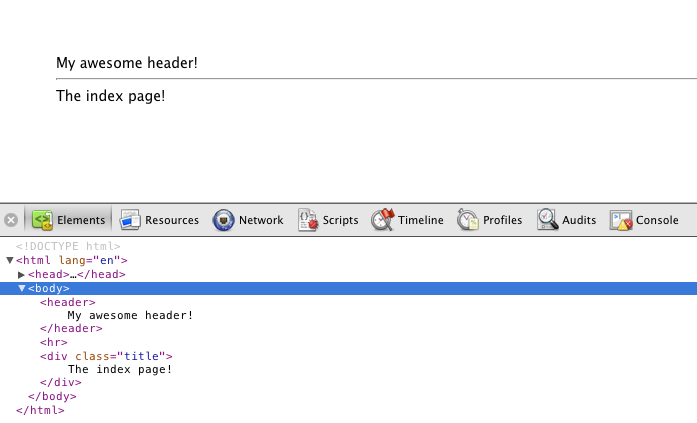 My awesome header!
The index page!
Elements Resources Network Scripts Timeline Profiles Audits Console
<!DOCTYPE html>
<html lang="en">
<head>…</head>
<body>
<header>
My awesome header!
</header>
<hr>
<div class="title">
The index page!
</div>
</body>
</html>